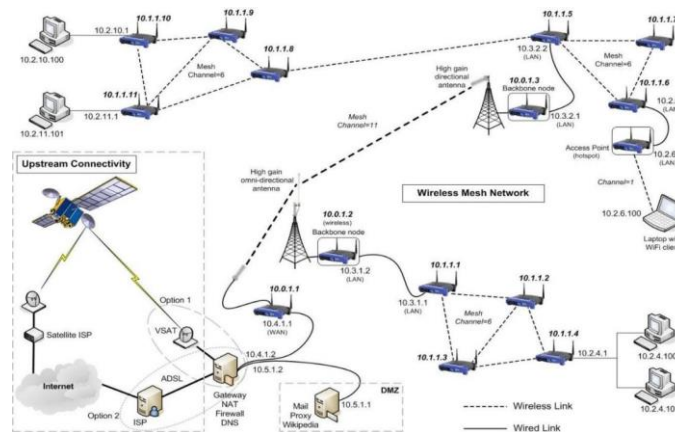 10.1.1.10
10.1.1.9
10.1.1.8
10.2.10.1
10.2.10.100
Mesh
Channel=6
10.1.1.11
10.2.11.1
10.2.11.101
10.1.1.5
10.3.2.2
(LAN)
Mesh
Channel=6
10.1.1.6
(LAN)
Access Point
(hotspot)
(LAN)
Channel=1
10.2.6.100
High gain
directional
antenna
10.0.1.3
Backbone node
10.3.2.1
(LAN)
Mesh
Channel=11
High gain
omni-directional
antenna
Wireless Mesh Network
Upstream Connectivity
10.0.1.2
(wireless)
Backbone node
10.3.1.2
(LAN)
10.0.1.1
10.4.1.1
(WAN)
Option 1
VSAT
Satellite ISP
Internet
ADSL
Option 2
ISP
10.4.1.2
10.5.1.2
Gateway
NAT
Firewall
DNS
DMZ
Mail
Proxy
Wikipedia
10.5.1.1
10.1.1.1
10.3.1.1
(LAN)
10.1.1.2
Mesh
Channel=6
10.1.1.3
10.1.1.4
10.2.4.1
10.2.4.100
Wireless Link
Wired Link